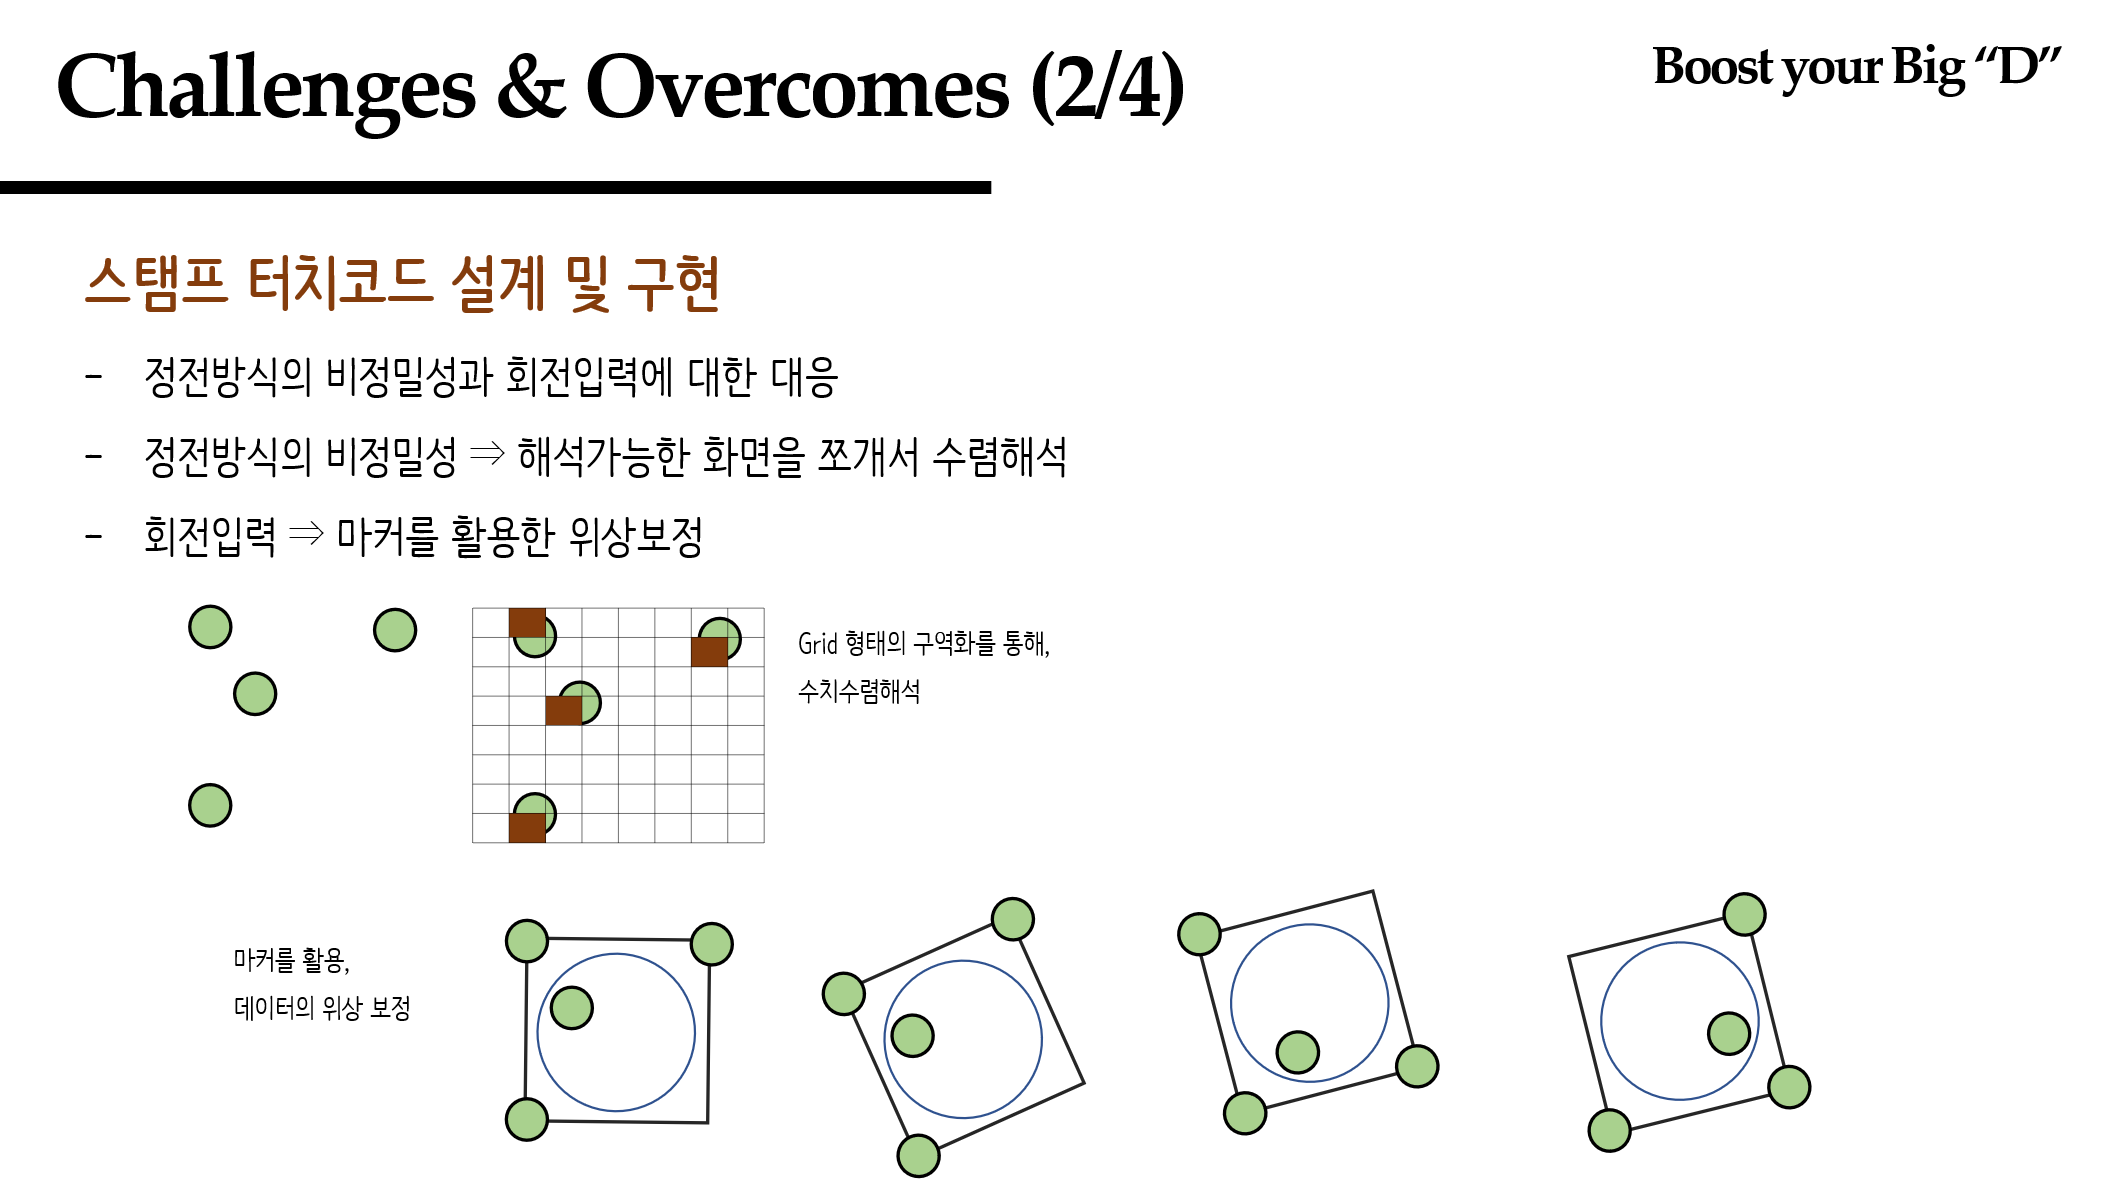 Challenges & Overcomes (2/4)
Boost your Big “D”
스탬프 터치코드 설계 및 구현
- 정전방식의 비정밀성과 회전입력에 대한 대응
- 정전방식의 비정밀성 ⇒ 해석가능한 화면을 쪼개서 수렴해석
- 회전입력 ⇒ 마커를 활용한 위상보정
Grid 형태의 구역화를 통해,
수치수렴해석
마커를 활용,
데이터의 위상 보정